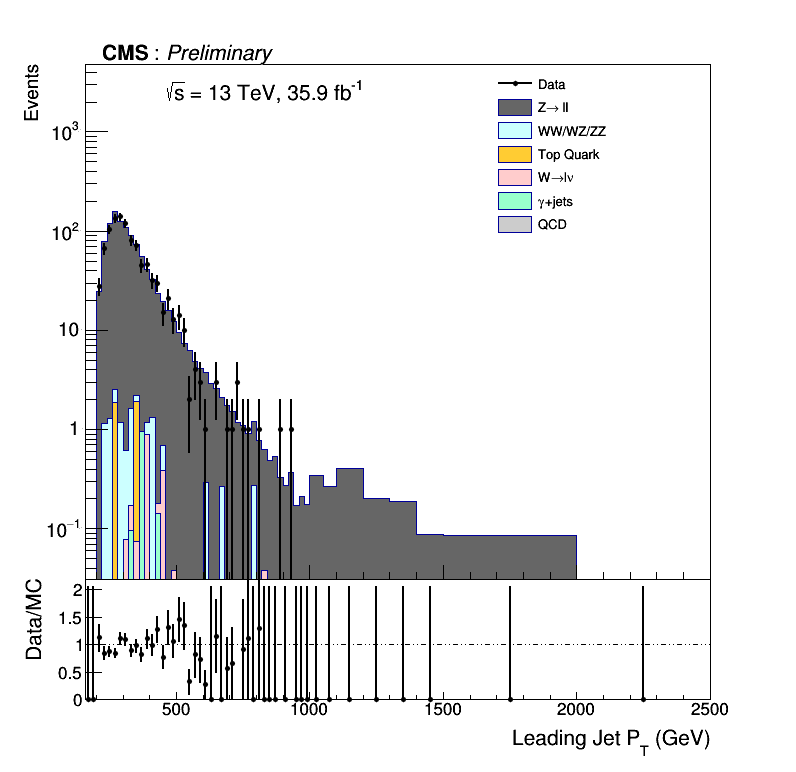 CMS : Preliminary
√s = 13 TeV, 35.9 fb⁻¹
Events
10³
10²
10
1
10⁻¹
Data
Z→ ll
WW/WZ/ZZ
Top Quark
W→lν
γ+jets
QCD
Data/MC
2
1.5
1
0.5
0
500
1000
1500
2000
2500
Leading Jet P_T (GeV)